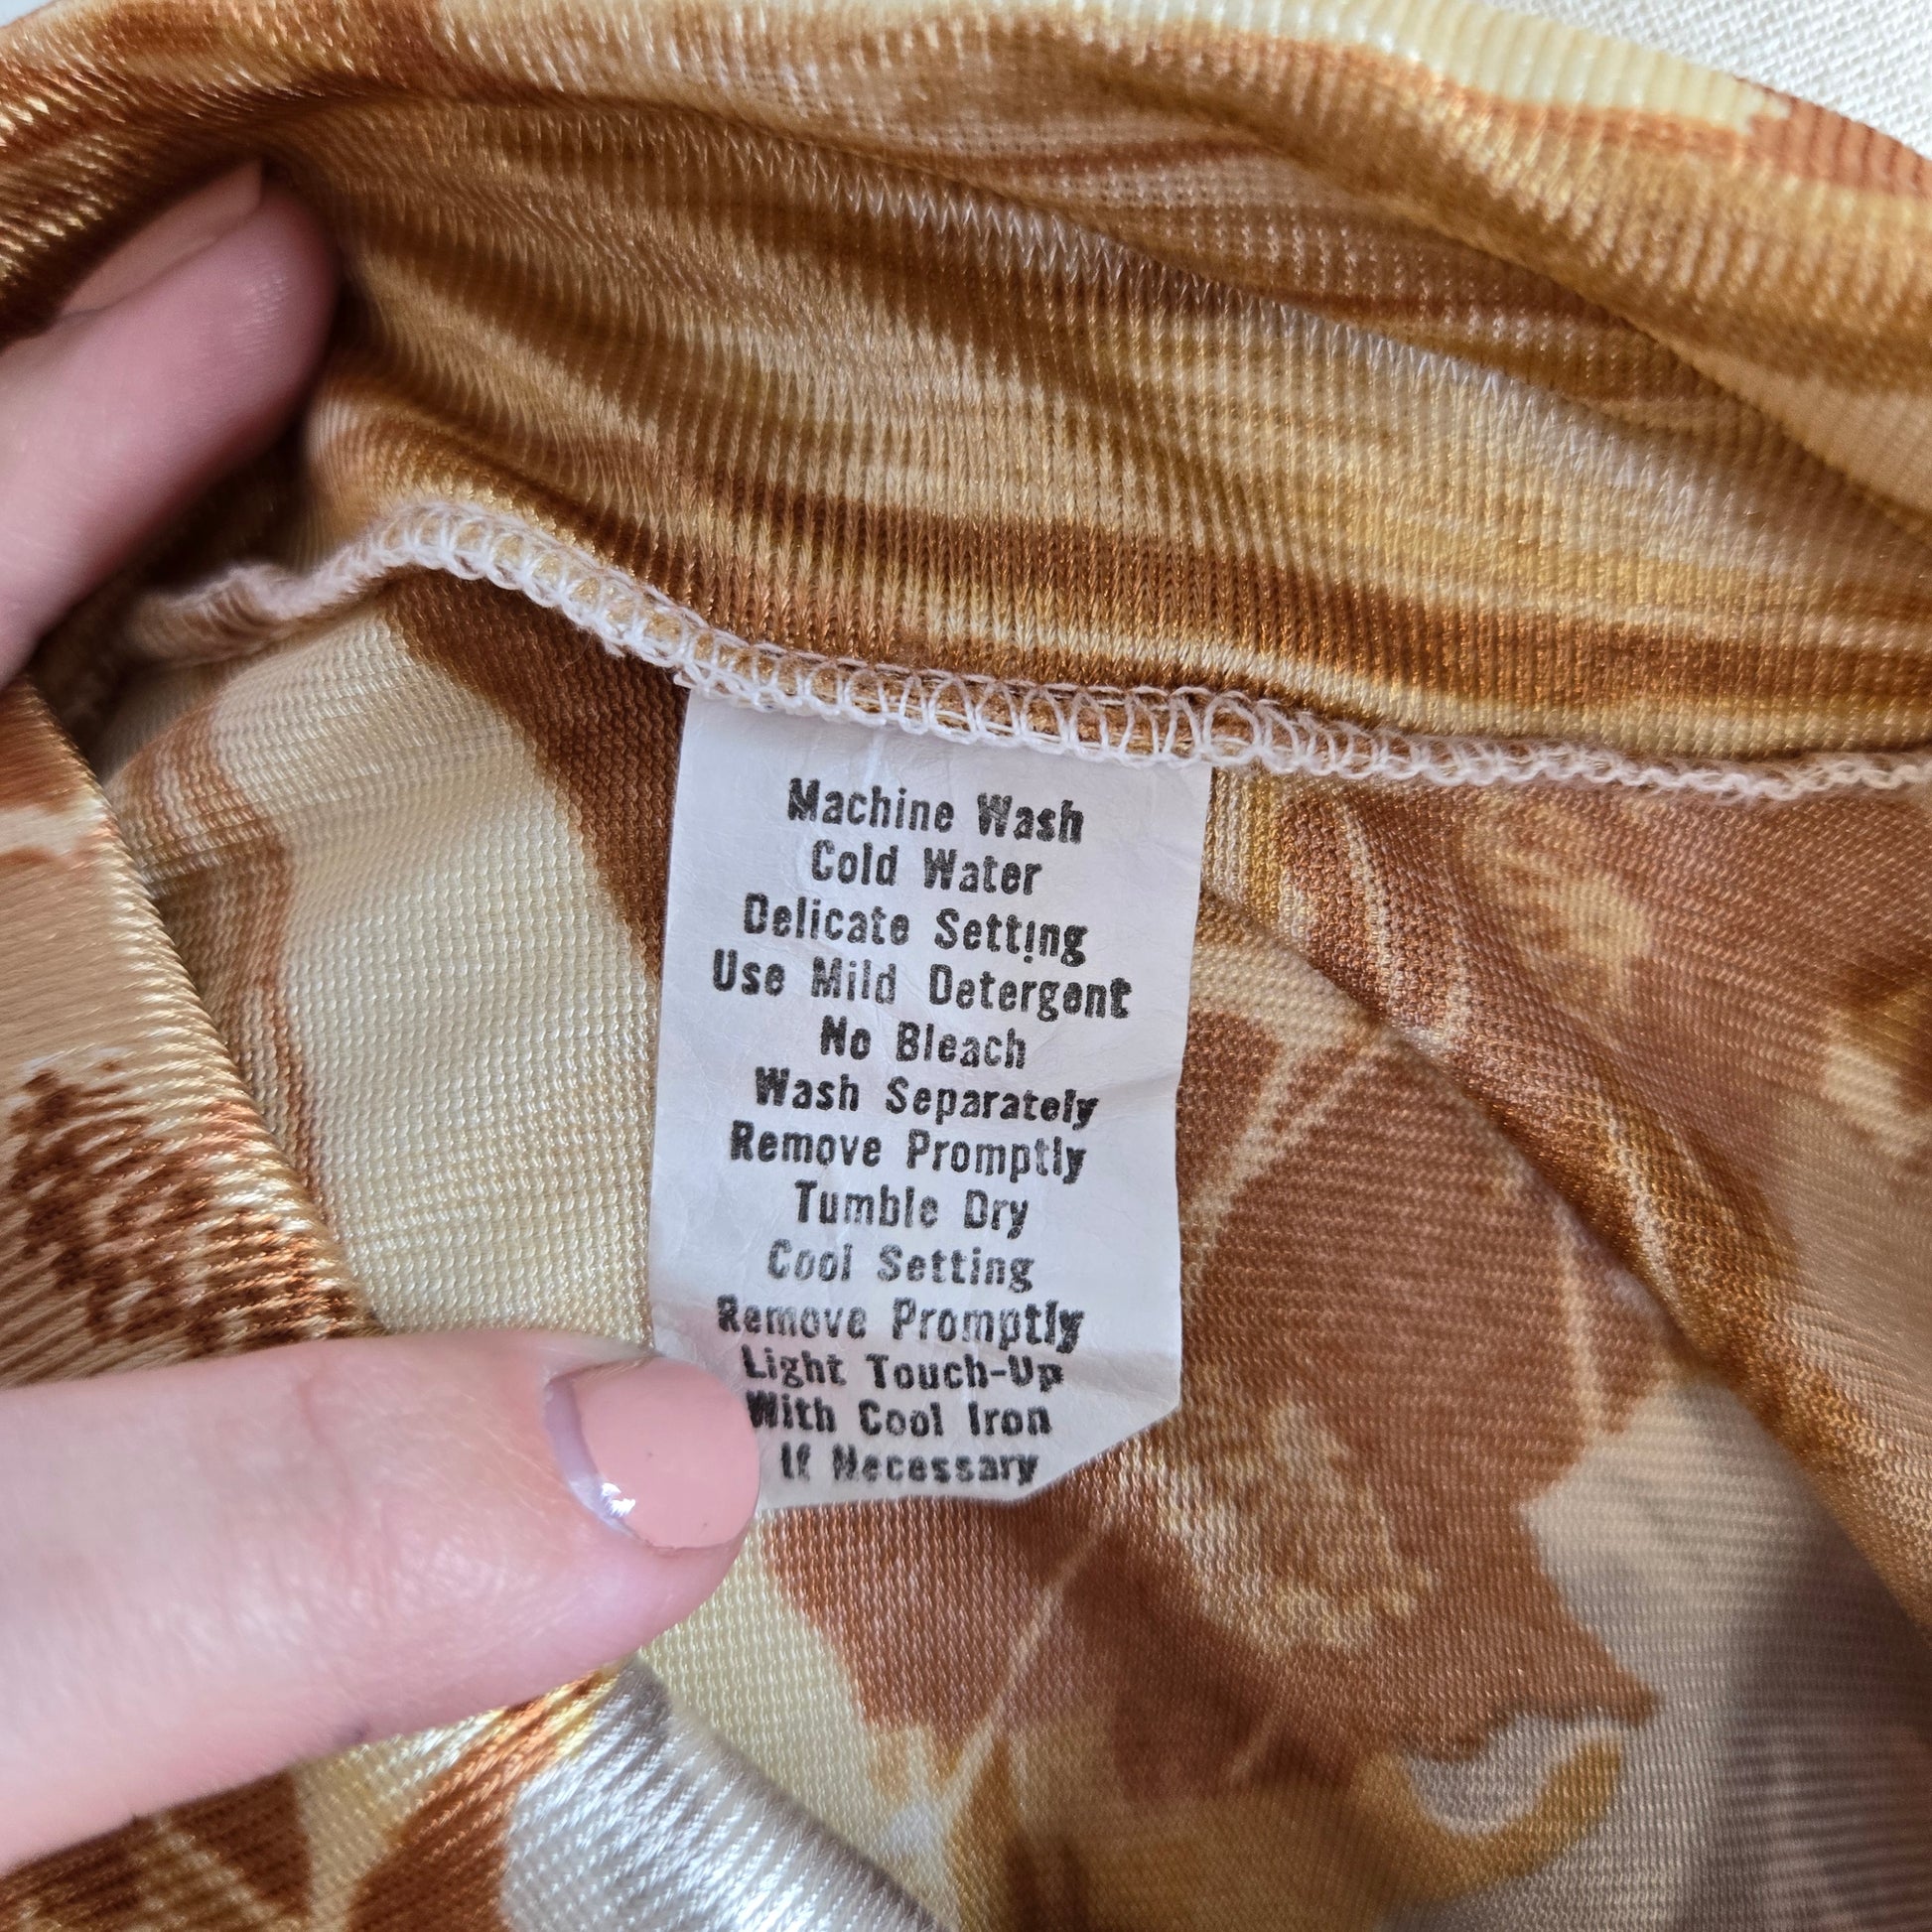 Machine Wash
Cold Water
Delicate Setting
Use Mild Detergent
No Bleach
Wash Separately
Remove Promptly
Tumble Dry
Cool Setting
Remove Promptly
Light Touch-Up
With Cool Iron
If Necessary